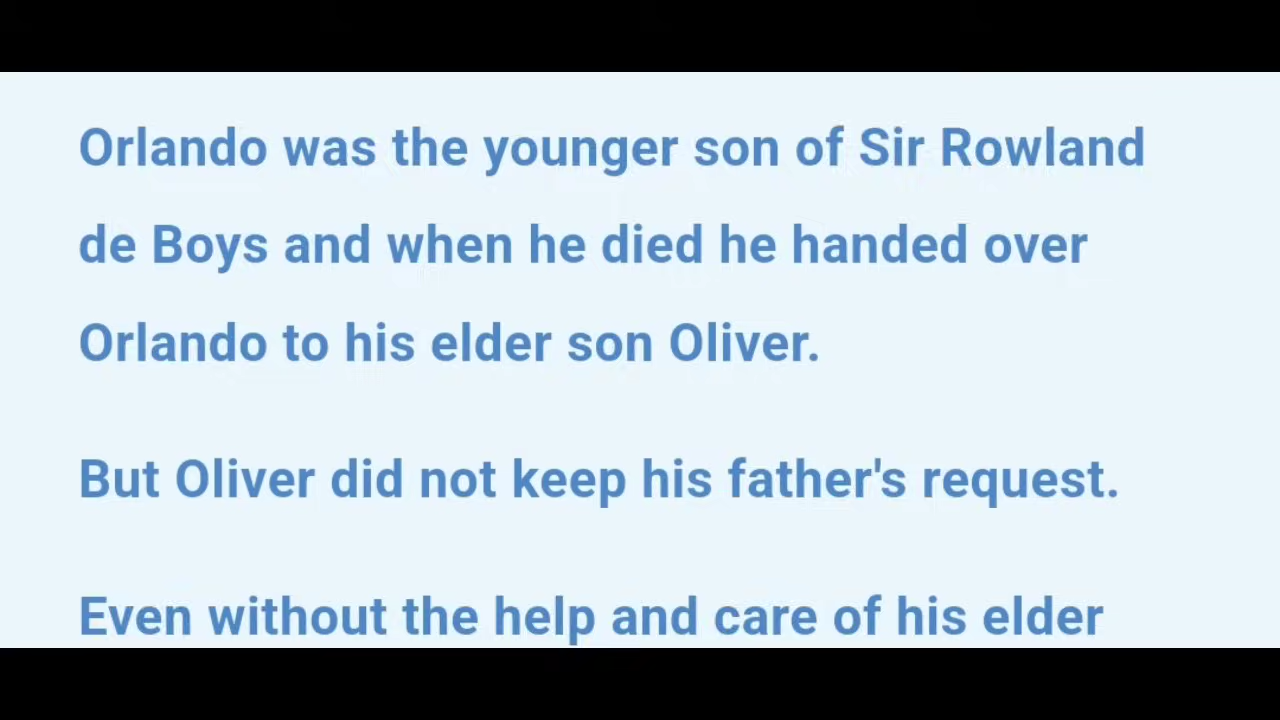 Orlando was the younger son of Sir Rowland
de Boys and when he died he handed over
Orlando to his elder son Oliver.
But Oliver did not keep his father's request.
Even without the help and care of his elder